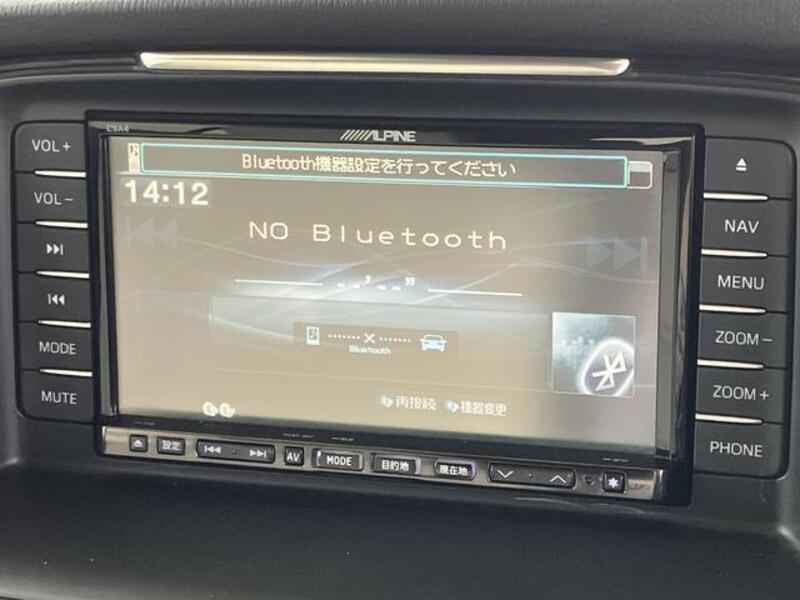 ALPINE
Bluetooth機器設定を行ってください
14:12
NO Bluetooth
--'--"
Bluetooth
再接続 機器変更
VOL +
VOL -
MODE
MUTE
NAV
MENU
ZOOM -
ZOOM +
PHONE
設定 AV MODE 目的地 現在地